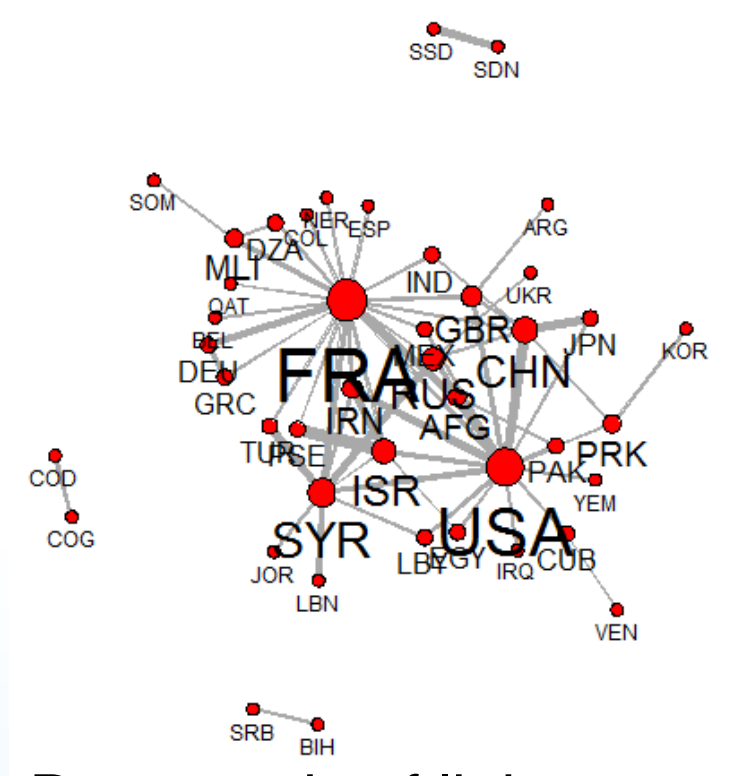 SSD
SDN
SOM
NER
ESP
COL
DZA
ARG
MLI
IND
QAT
UKR
GBR
BEL
MEX
JPN
KOR
DEU
FRA
CHN
GRC
RUS
IRN
AFG
TUR
PSE
PRK
PAK
COD
ISR
YEM
COG
SYR
USA
LBY
EGY
IRQ
CUB
JOR
LBN
VEN
SRB
BIH